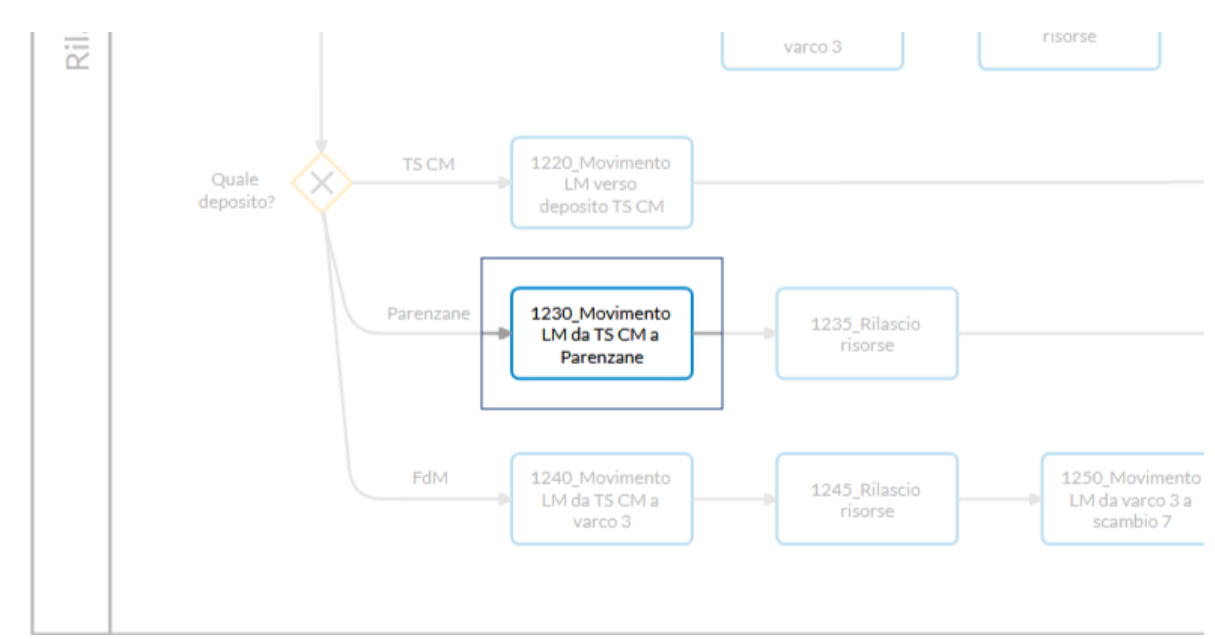 Ril
varco 3
risorse
Quale
deposito?
TS CM
1220_Movimento
LM verso
deposito TS CM
Parenzane
1230_Movimento
LM da TS CM a
Parenzane
1235_Rilascio
risorse
FdM
1240_Movimento
LM da TS CM a
varco 3
1245_Rilascio
risorse
1250_Movimento
LM da varco 3 a
scambio 7